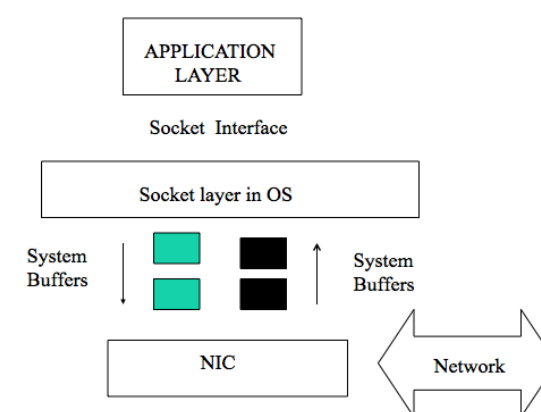 APPLICATION
LAYER
Socket Interface
Socket layer in OS
System
Buffers
System
Buffers
NIC
Network